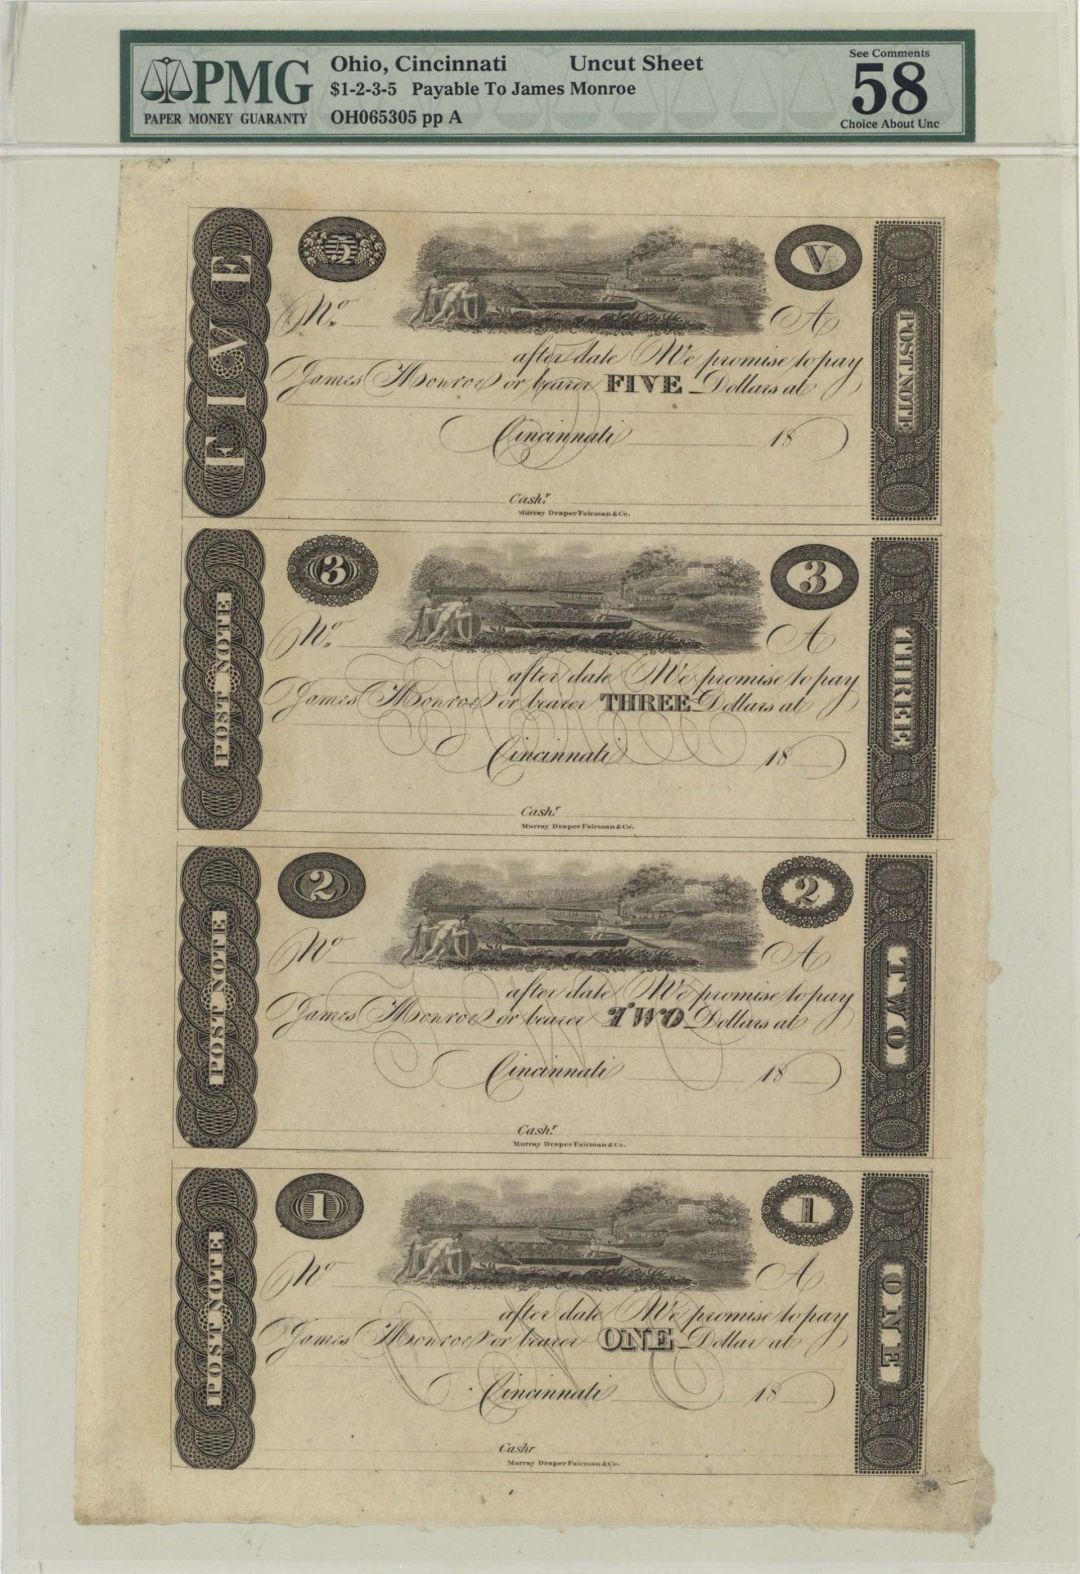 PMG
PAPER MONEY GUARANTY
Ohio, Cincinnati Uncut Sheet
$1-2-3-5 Payable To James Monroe
OH065305 pp A
See Comments
58
Choice About Unc
FIVE
5
V
POST NOTE
No.
A
after date We promise to pay
James Monroe or bearer FIVE Dollars at
Cincinnati 18
Cashr.
Murray Draper Fairman & Co.
POST NOTE
3
3
THREE
No.
A
after date We promise to pay
James Monroe or bearer THREE Dollars at
Cincinnati 18
Cashr.
Murray Draper Fairman & Co.
POST NOTE
2
2
TWO
No
A
after date We promise to pay
James Monroe or bearer TWO Dollars at
Cincinnati 18
Cashr.
Murray Draper Fairman & Co.
POST NOTE
1
1
ONE
No
A
after date We promise to pay
James Monroe or bearer ONE Dollar at
Cincinnati 18
Cashr
Murray Draper Fairman & Co.